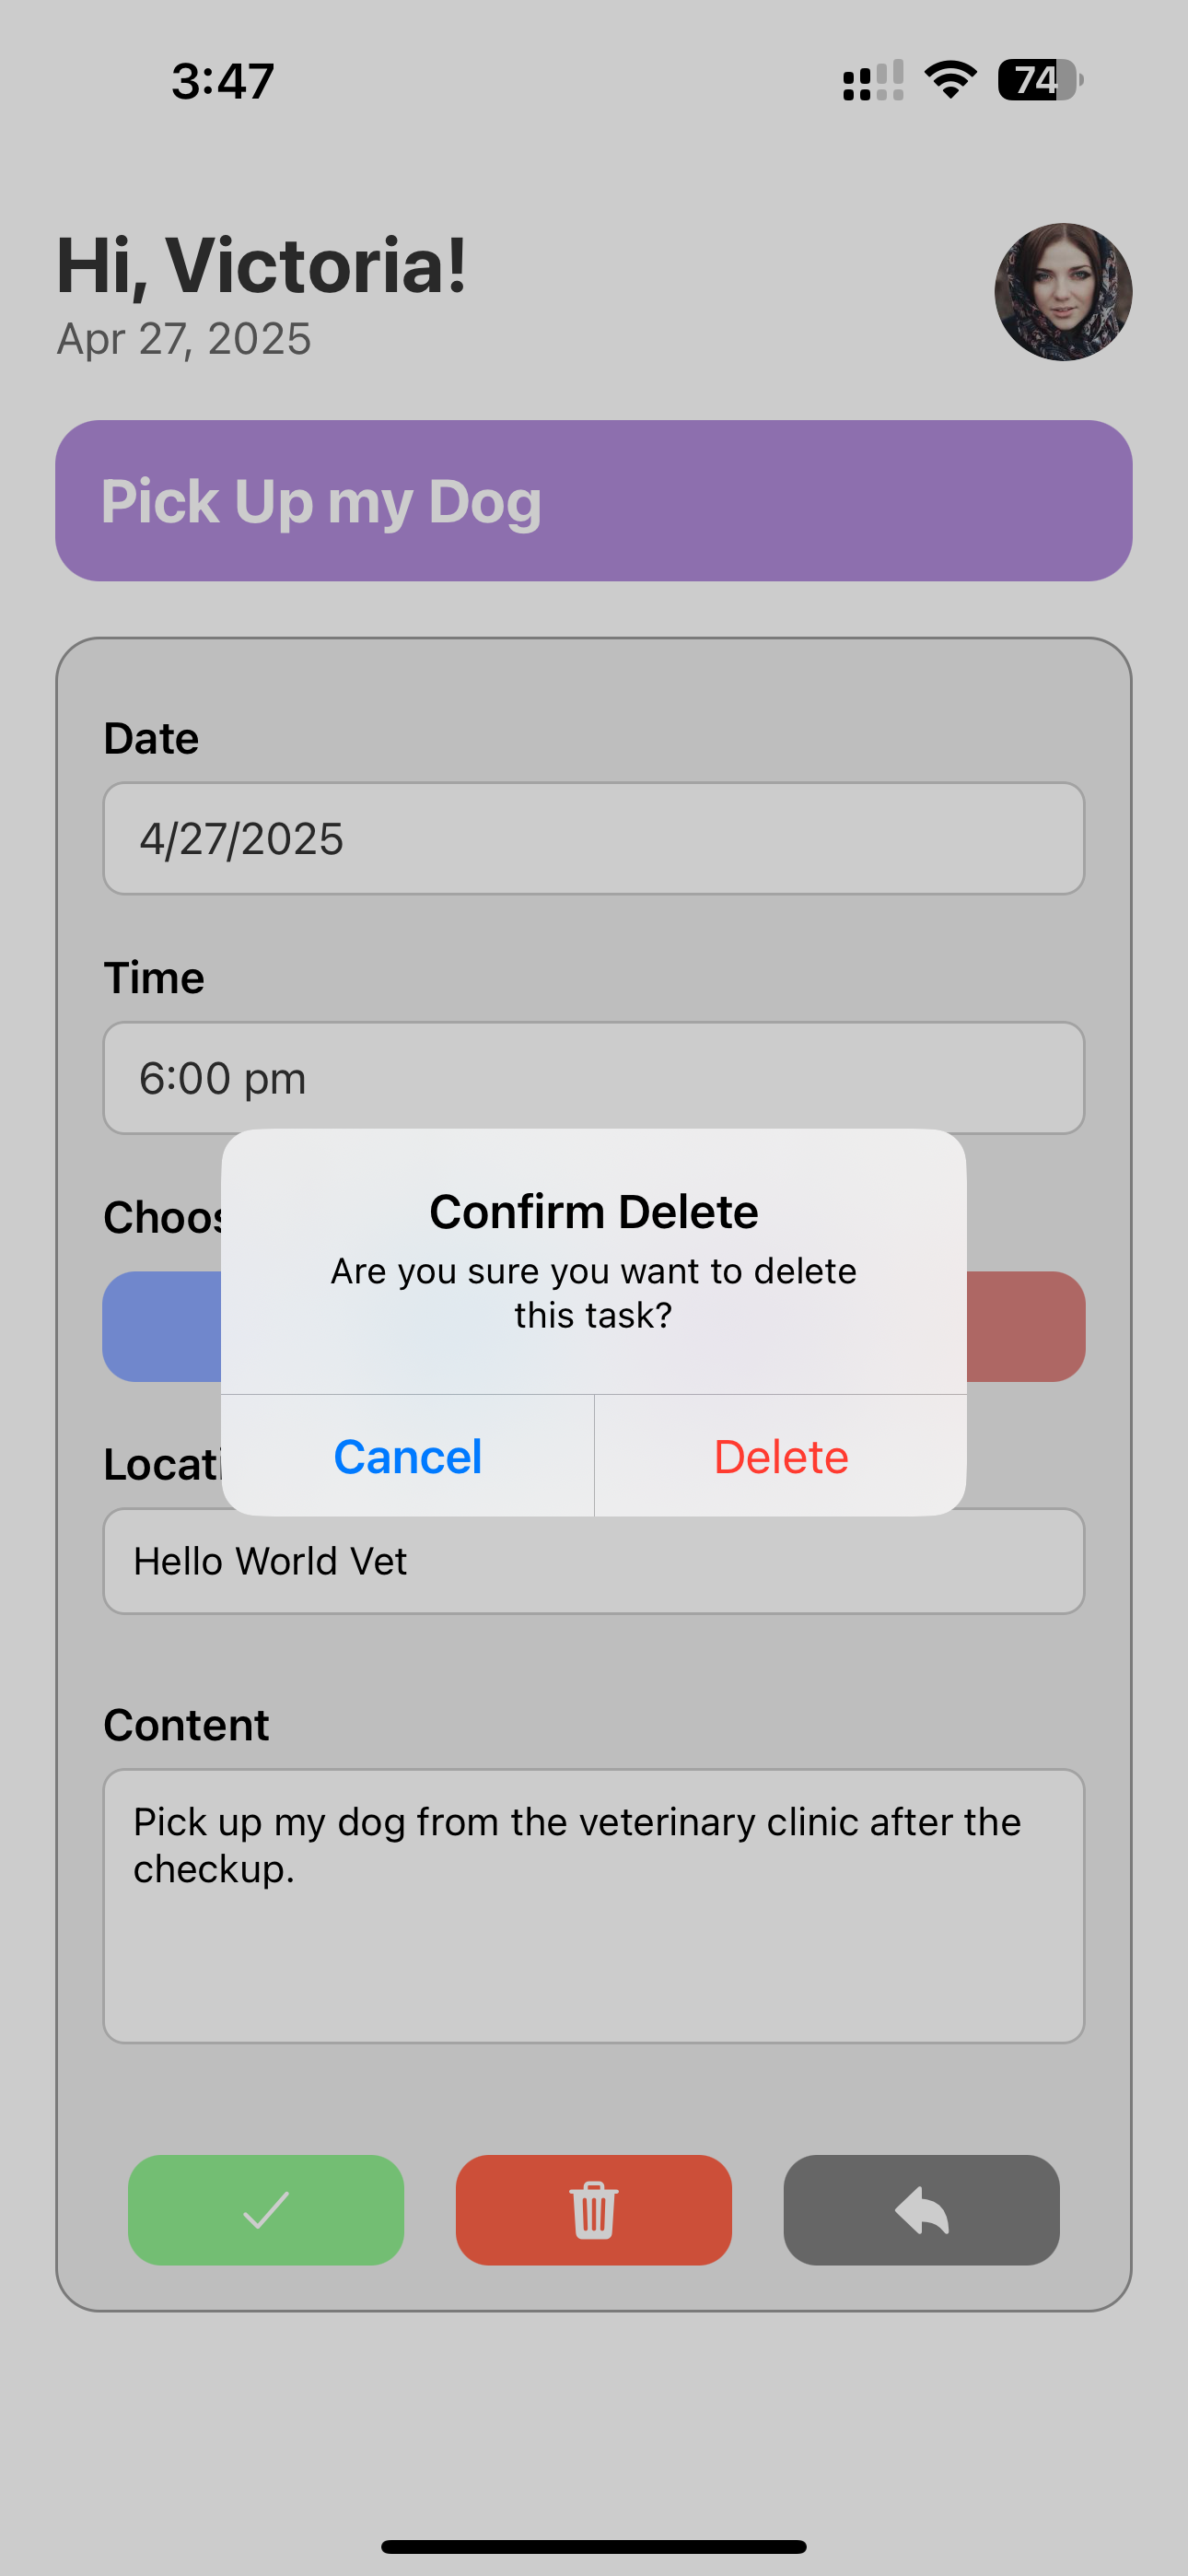 3:47
74
Hi, Victoria!
Apr 27, 2025
Pick Up my Dog
Date
4/27/2025
Time
6:00 pm
Confirm Delete
Are you sure you want to delete
this task?
Cancel
Delete
Hello World Vet
Content
Pick up my dog from the veterinary clinic after the
checkup.